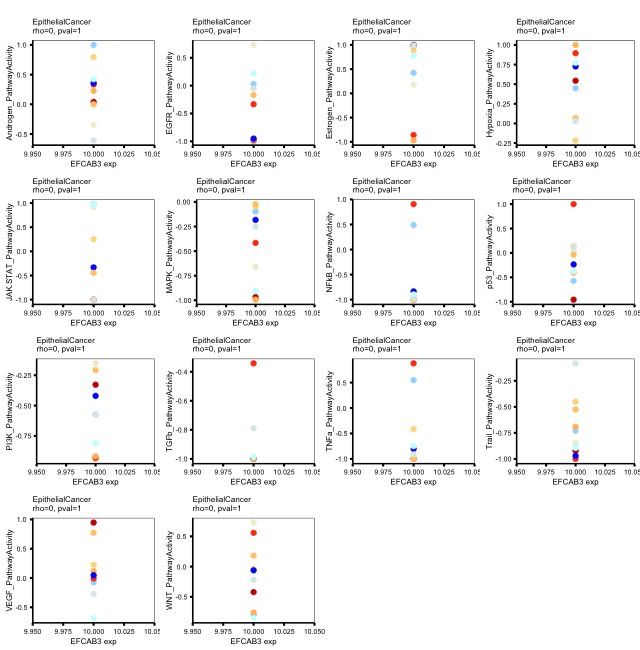 EpithelialCancer
rho=0, pval=1
Androgen_PathwayActivity
1.0
0.5
0.0
-0.5
9.950 9.975 10.000 10.025 10.05
EFCAB3 exp
EpithelialCancer
rho=0, pval=1
EGFR_PathwayActivity
0.5
0.0
-0.5
-1.0
9.950 9.975 10.000 10.025 10.05
EFCAB3 exp
EpithelialCancer
rho=0, pval=1
Estrogen_PathwayActivity
1.0
0.5
0.0
-0.5
-1.0
9.950 9.975 10.000 10.025 10.05
EFCAB3 exp
EpithelialCancer
rho=0, pval=1
Hypoxia_PathwayActivity
1.00
0.75
0.50
0.25
0.00
-0.25
9.950 9.975 10.000 10.025 10.05
EFCAB3 exp
EpithelialCancer
rho=0, pval=1
JAK.STAT_PathwayActivity
1.0
0.5
0.0
-0.5
-1.0
9.950 9.975 10.000 10.025 10.05
EFCAB3 exp
EpithelialCancer
rho=0, pval=1
MAPK_PathwayActivity
0.00
-0.25
-0.50
-0.75
-1.00
9.950 9.975 10.000 10.025 10.05
EFCAB3 exp
EpithelialCancer
rho=0, pval=1
NFkB_PathwayActivity
1.0
0.5
0.0
-0.5
-1.0
9.950 9.975 10.000 10.025 10.05
EFCAB3 exp
EpithelialCancer
rho=0, pval=1
p53_PathwayActivity
1.0
0.5
0.0
-0.5
-1.0
9.950 9.975 10.000 10.025 10.05
EFCAB3 exp
EpithelialCancer
rho=0, pval=1
PI3K_PathwayActivity
-0.25
-0.50
-0.75
9.950 9.975 10.000 10.025 10.05
EFCAB3 exp
EpithelialCancer
rho=0, pval=1
TGFb_PathwayActivity
-0.4
-0.6
-0.8
-1.0
9.950 9.975 10.000 10.025 10.05
EFCAB3 exp
EpithelialCancer
rho=0, pval=1
TNFa_PathwayActivity
0.5
0.0
-0.5
-1.0
9.950 9.975 10.000 10.025 10.05
EFCAB3 exp
EpithelialCancer
rho=0, pval=1
Trail_PathwayActivity
-0.25
-0.50
-0.75
-1.00
9.950 9.975 10.000 10.025 10.05
EFCAB3 exp
EpithelialCancer
rho=0, pval=1
VEGF_PathwayActivity
1.0
0.5
0.0
-0.5
9.950 9.975 10.000 10.025 10.05
EFCAB3 exp
EpithelialCancer
rho=0, pval=1
WNT_PathwayActivity
0.5
0.0
-0.5
9.950 9.975 10.000 10.025 10.050
EFCAB3 exp